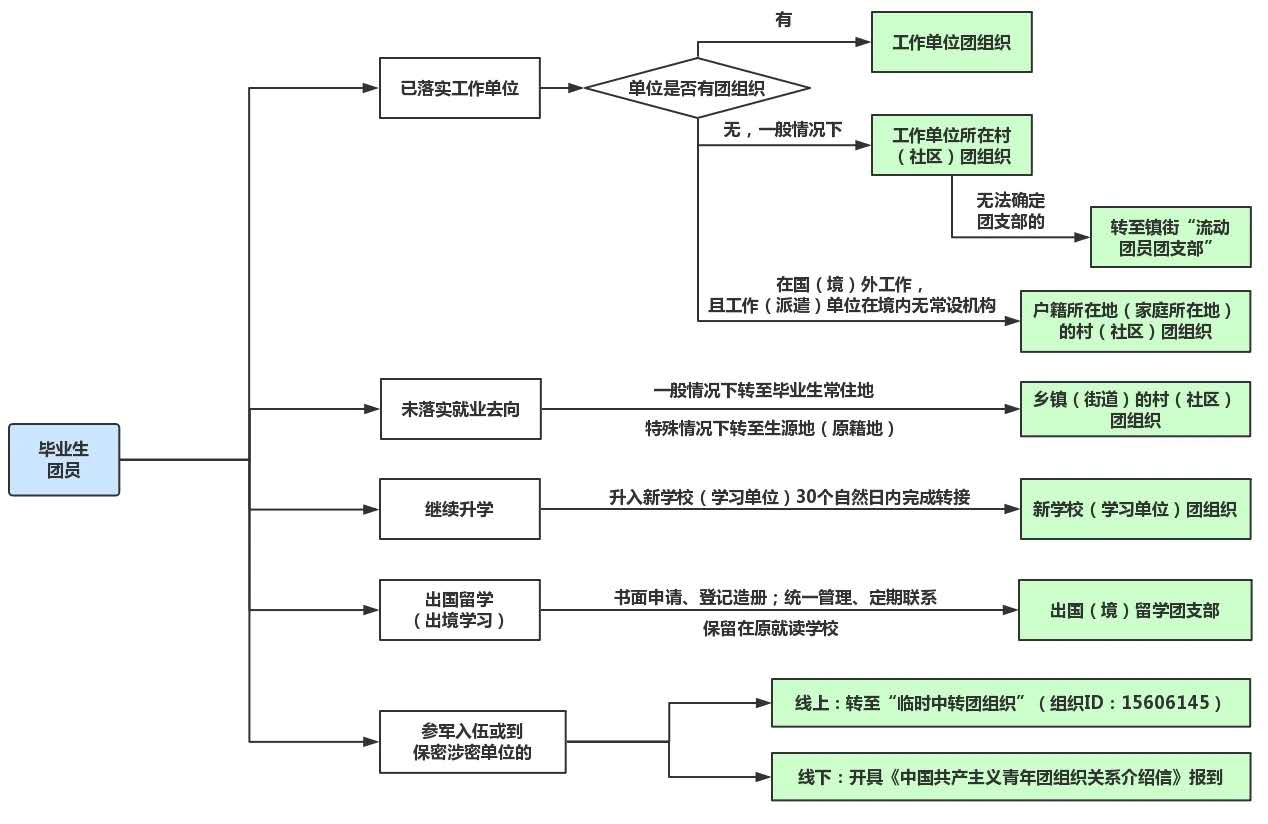 毕业生
团员
已落实工作单位
单位是否有团组织
有
工作单位团组织
无，一般情况下
工作单位所在村
（社区）团组织
无法确定
团支部的
转至镇街“流动
团员团支部”
在国（境）外工作，
且工作（派遣）单位在境内无常设机构
户籍所在地（家庭所在地）
的村（社区）团组织
未落实就业去向
一般情况下转至毕业生常住地
特殊情况下转至生源地（原籍地）
乡镇（街道）的村（社区）
团组织
继续升学
升入新学校（学习单位）30个自然日内完成转接
新学校（学习单位）团组织
出国留学
（出境学习）
书面申请、登记造册；统一管理、定期联系
保留在原就读学校
出国（境）留学团支部
参军入伍或到
保密涉密单位的
线上：转至“临时中转团组织”（组织ID：15606145）
线下：开具《中国共产主义青年团组织关系介绍信》报到